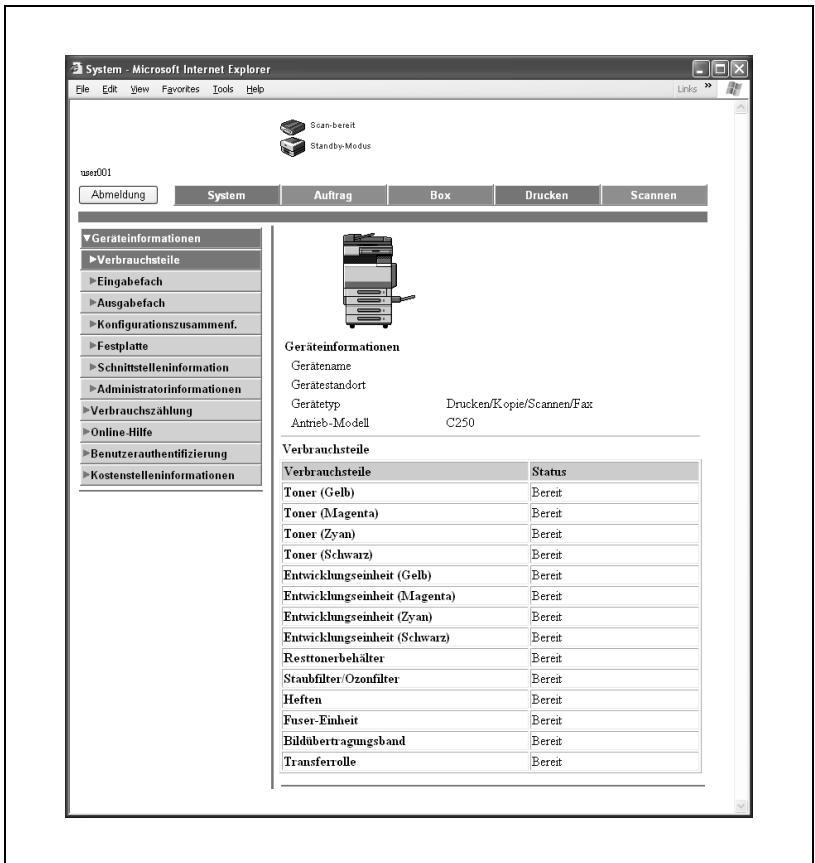 System - Microsoft Internet Explorer
File Edit View Favorites Tools Help
Links »
Scan-bereit
Standby-Modus
user001
Abmeldung System Auftrag Box Drucken Scannen
▼Geräteinformationen
►Verbrauchsteile
►Eingabefach
►Ausgabefach
►Konfigurationszusammenf.
►Festplatte
►Schnittstelleninformation
►Administratorinformationen
►Verbrauchszählung
►Online-Hilfe
►Benutzerauthentifizierung
►Kostenstelleninformationen
Geräteinformationen
Gerätename
Gerätestandort
Gerätetyp Drucken/Kopie/Scannen/Fax
Antrieb-Modell C250
Verbrauchsteile
Verbrauchsteile Status
Toner (Gelb) Bereit
Toner (Magenta) Bereit
Toner (Zyan) Bereit
Toner (Schwarz) Bereit
Entwicklungseinheit (Gelb) Bereit
Entwicklungseinheit (Magenta) Bereit
Entwicklungseinheit (Zyan) Bereit
Entwicklungseinheit (Schwarz) Bereit
Resttonerbehälter Bereit
Staubfilter/Ozonfilter Bereit
Heften Bereit
Fuser-Einheit Bereit
Bildübertragungsband Bereit
Transferrolle Bereit